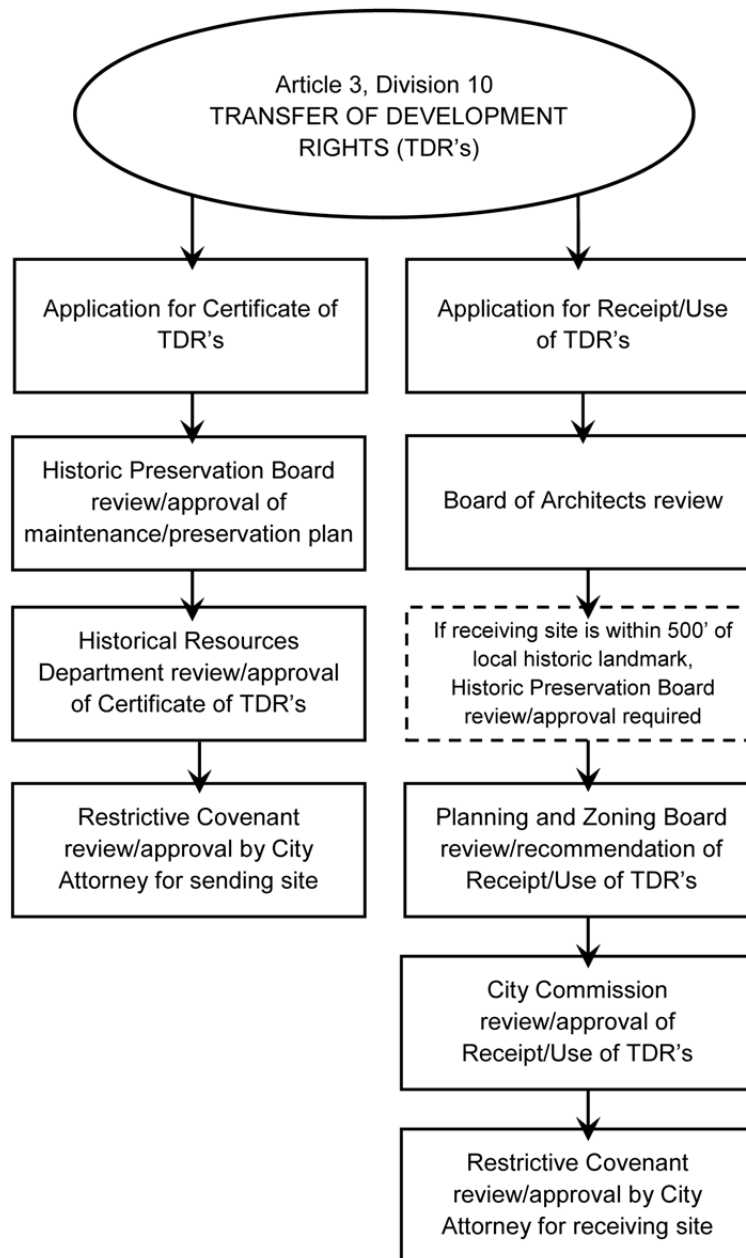 Article 3, Division 10
TRANSFER OF DEVELOPMENT
RIGHTS (TDR's)
Application for Certificate of
TDR's
Historic Preservation Board
review/approval of
maintenance/preservation plan
Historical Resources
Department review/approval
of Certificate of TDR's
Restrictive Covenant
review/approval by City
Attorney for sending site
Application for Receipt/Use
of TDR's
Board of Architects review
If receiving site is within 500' of
local historic landmark,
Historic Preservation Board
review/approval required
Planning and Zoning Board
review/recommendation of
Receipt/Use of TDR's
City Commission
review/approval of
Receipt/Use of TDR's
Restrictive Covenant
review/approval by City
Attorney for receiving site